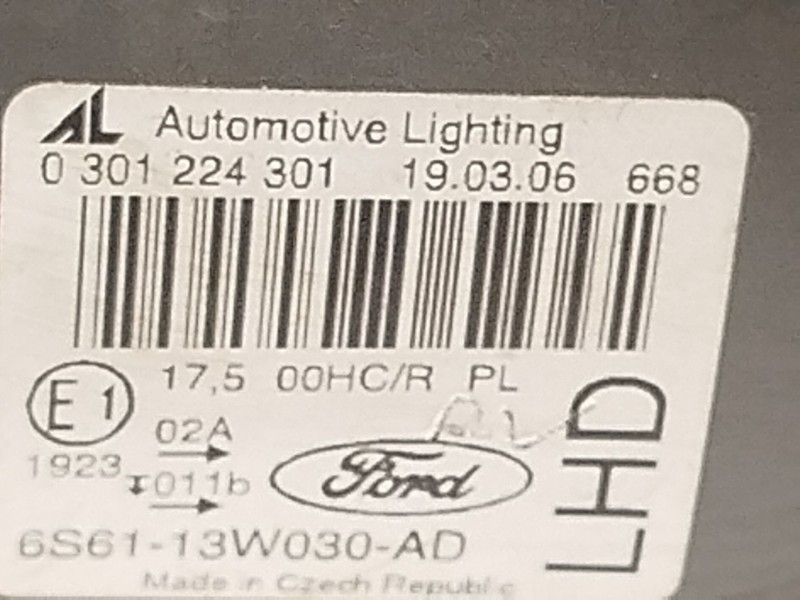 AL Automotive Lighting
0 301 224 301 19.03.06 668
17,5 00HC/R PL
E1
02A
1923 011b
Ford
6S61-13W030-AD
Made in Czech Republic
LHD